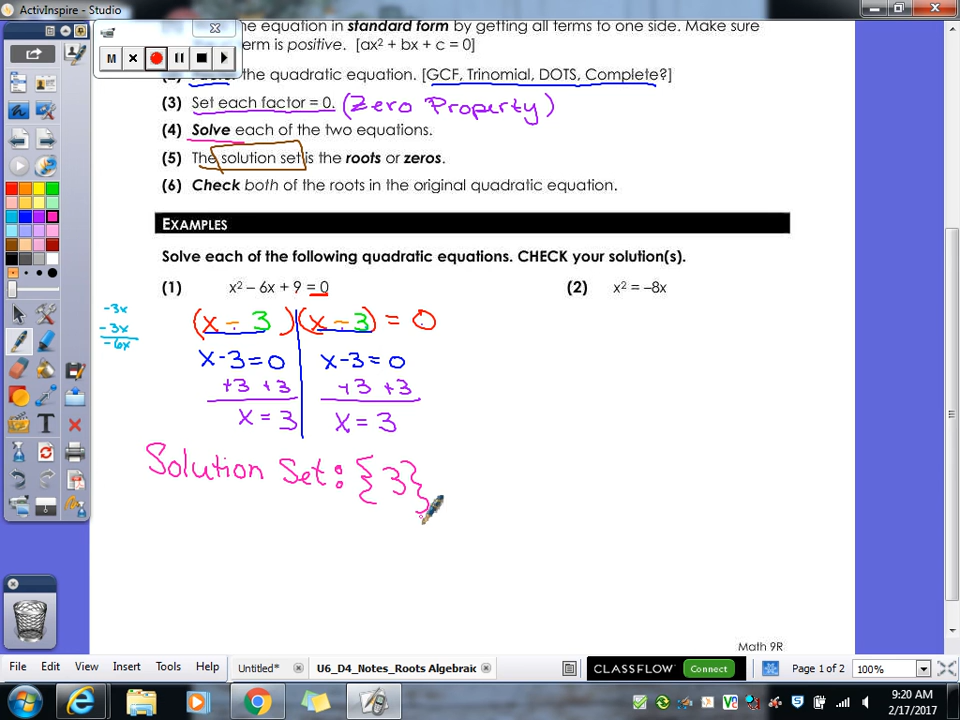 ActivInspire - Studio
e equation in standard form by getting all terms to one side. Make sure
erm is positive. [ax² + bx + c = 0]
the quadratic equation. [GCF, Trinomial, DOTS, Complete?]
(3) Set each factor = 0. (Zero Property)
(4) Solve each of the two equations.
(5) The solution set is the roots or zeros.
(6) Check both of the roots in the original quadratic equation.
EXAMPLES
Solve each of the following quadratic equations. CHECK your solution(s).
(1) x² – 6x + 9 = 0 (2) x² = –8x
-3x
-3x
-6x
(x - 3)(x - 3) = 0
x-3=0 x-3=0
+3 +3 +3 +3
x = 3 x = 3
Solution Set: {3}
Math 9R
File Edit View Insert Tools Help Untitled* U6_D4_Notes_Roots Algebraic CLASSFLOW Connect Page 1 of 2 100%
9:20 AM
2/17/2017